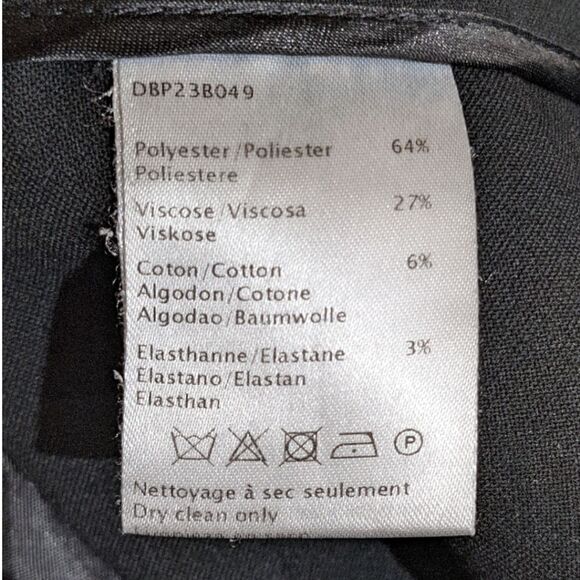 DBP23B049
Polyester/Poliester 64%
Poliestere
Viscose/Viscosa 27%
Viskose
Coton/Cotton 6%
Algodon/Cotone
Algodao/Baumwolle
Elasthanne/Elastane 3%
Elastano/Elastan
Elasthan
P
Nettoyage à sec seulement
Dry clean only